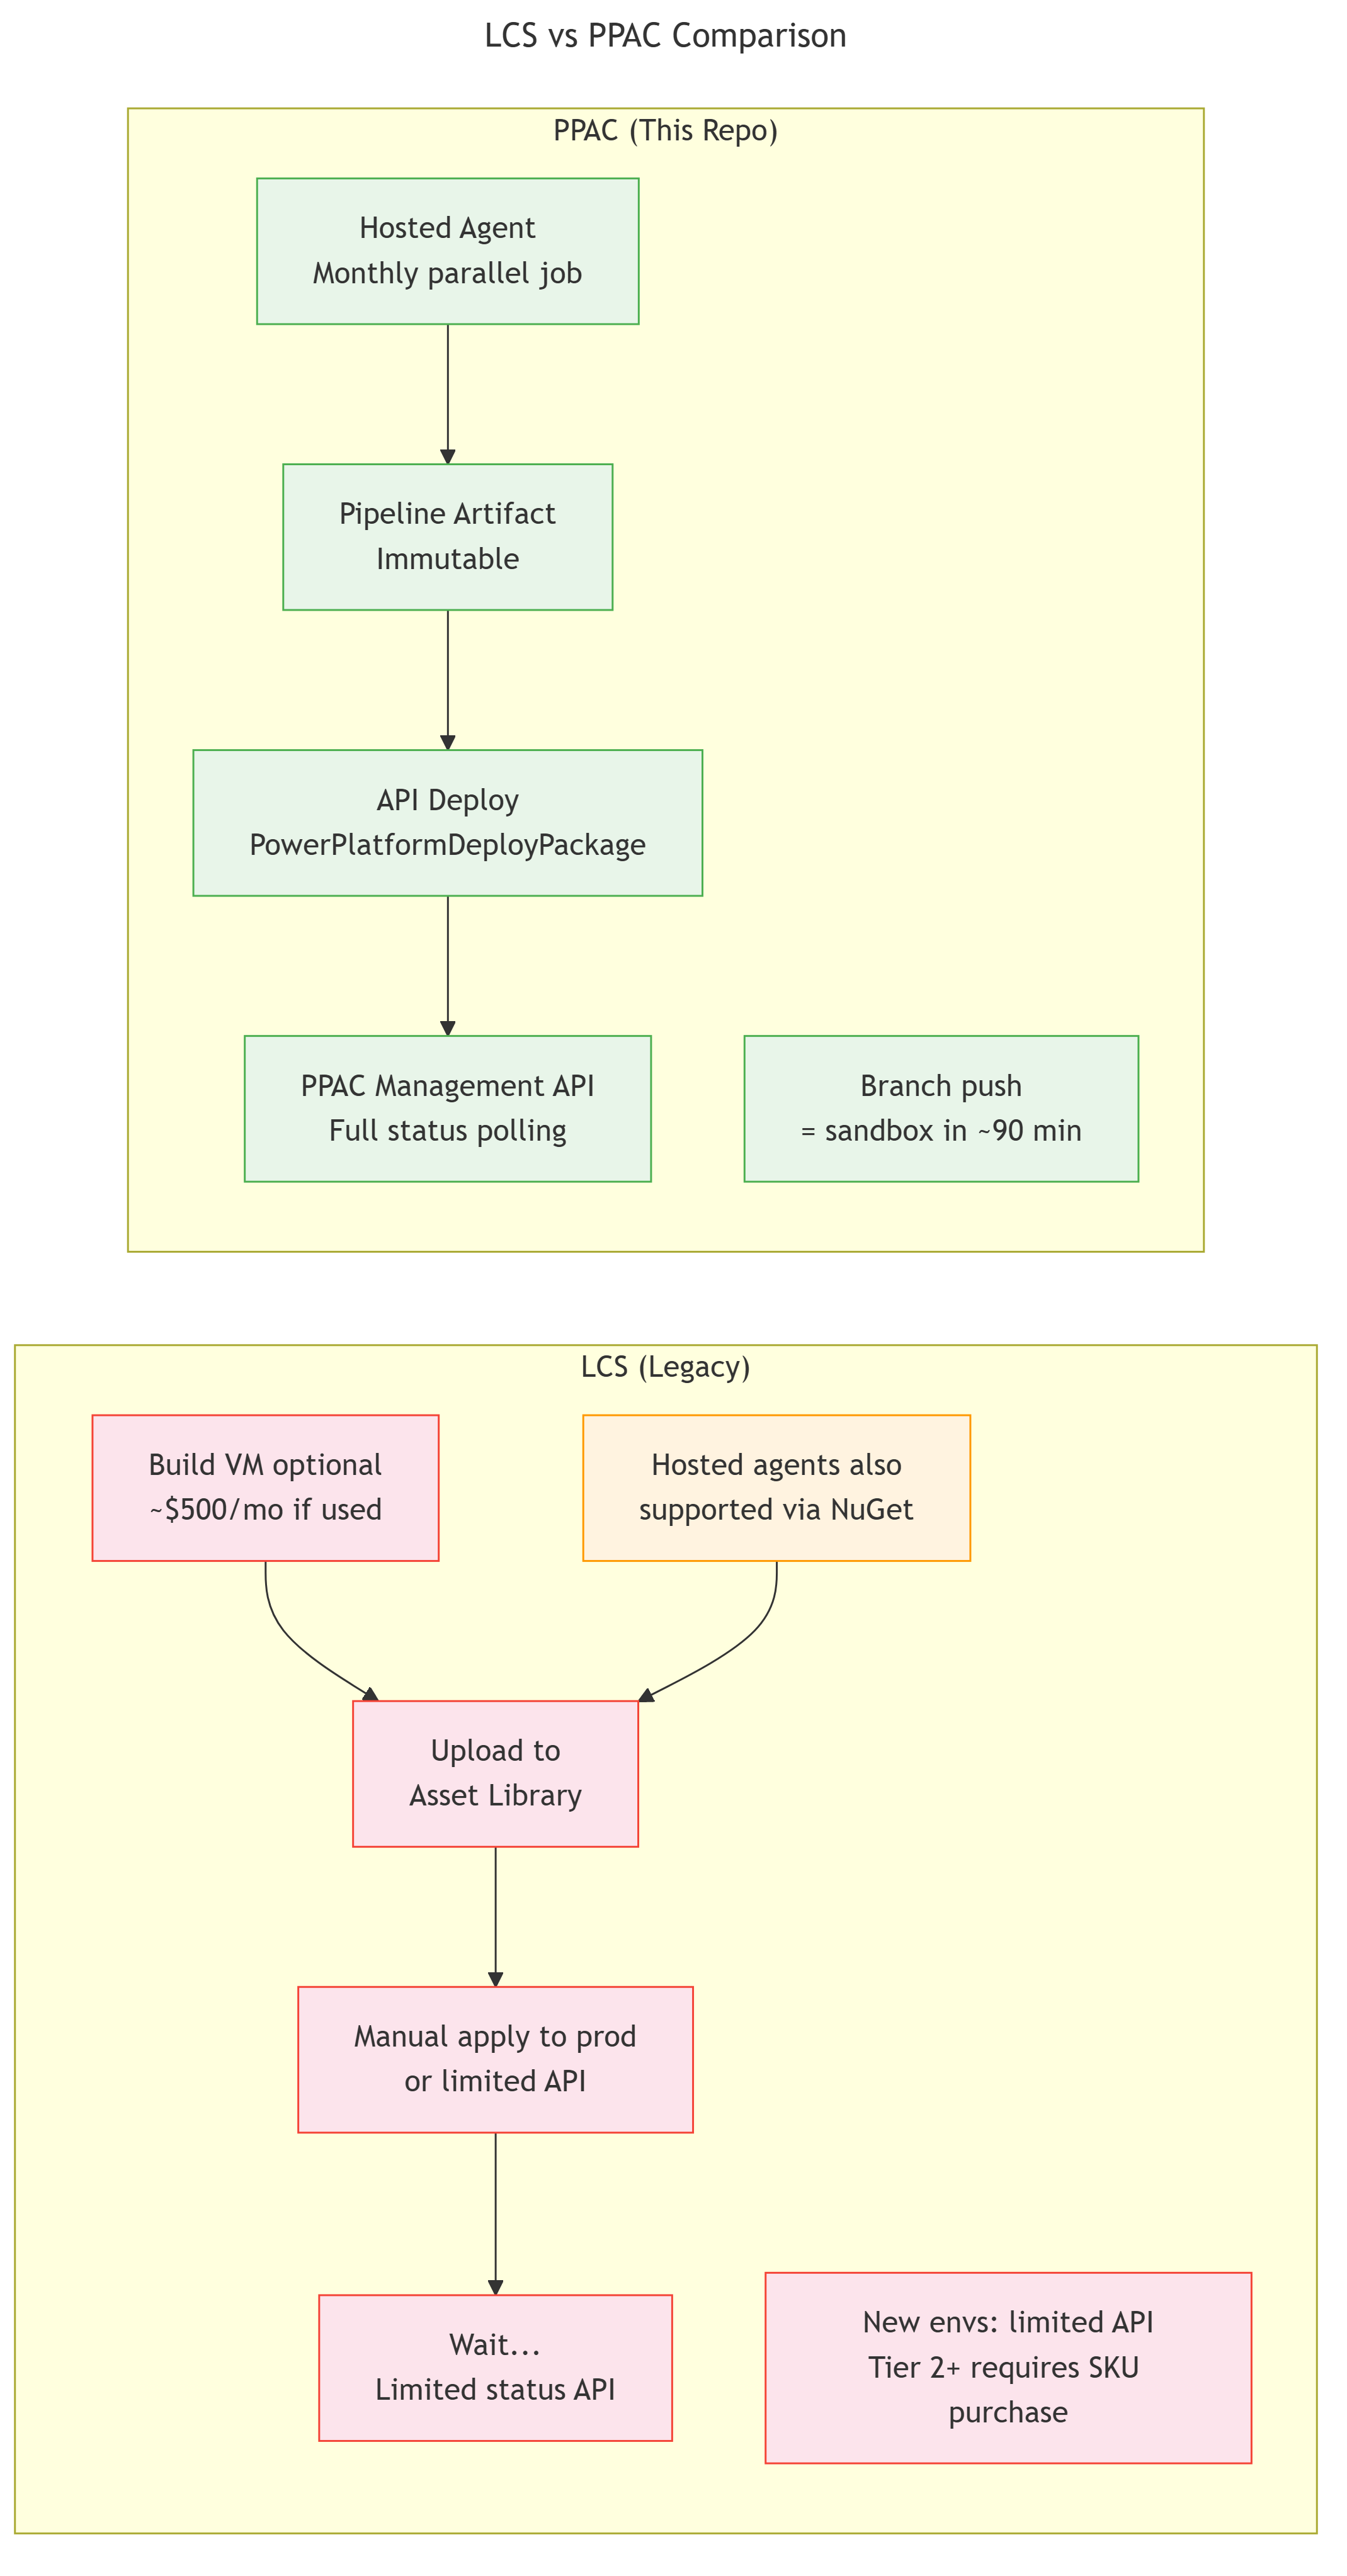 LCS vs PPAC Comparison
PPAC (This Repo)
Hosted Agent
Monthly parallel job
Pipeline Artifact
Immutable
API Deploy
PowerPlatformDeployPackage
PPAC Management API
Full status polling
Branch push
= sandbox in ~90 min
LCS (Legacy)
Build VM optional
~$500/mo if used
Hosted agents also
supported via NuGet
Upload to
Asset Library
Manual apply to prod
or limited API
Wait...
Limited status API
New envs: limited API
Tier 2+ requires SKU
purchase